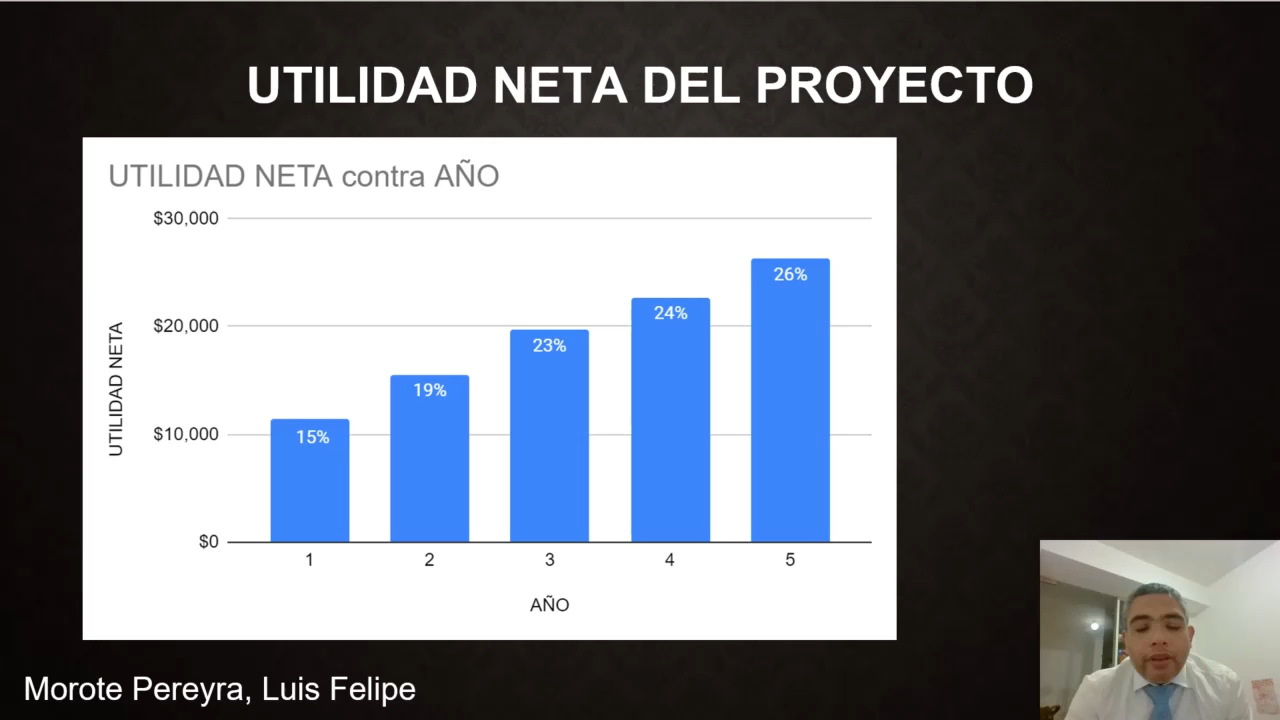 UTILIDAD NETA DEL PROYECTO
UTILIDAD NETA contra AÑO
$30,000
$20,000
$10,000
$0
UTILIDAD NETA
15%
19%
23%
24%
26%
1
2
3
4
5
AÑO
Morote Pereyra, Luis Felipe